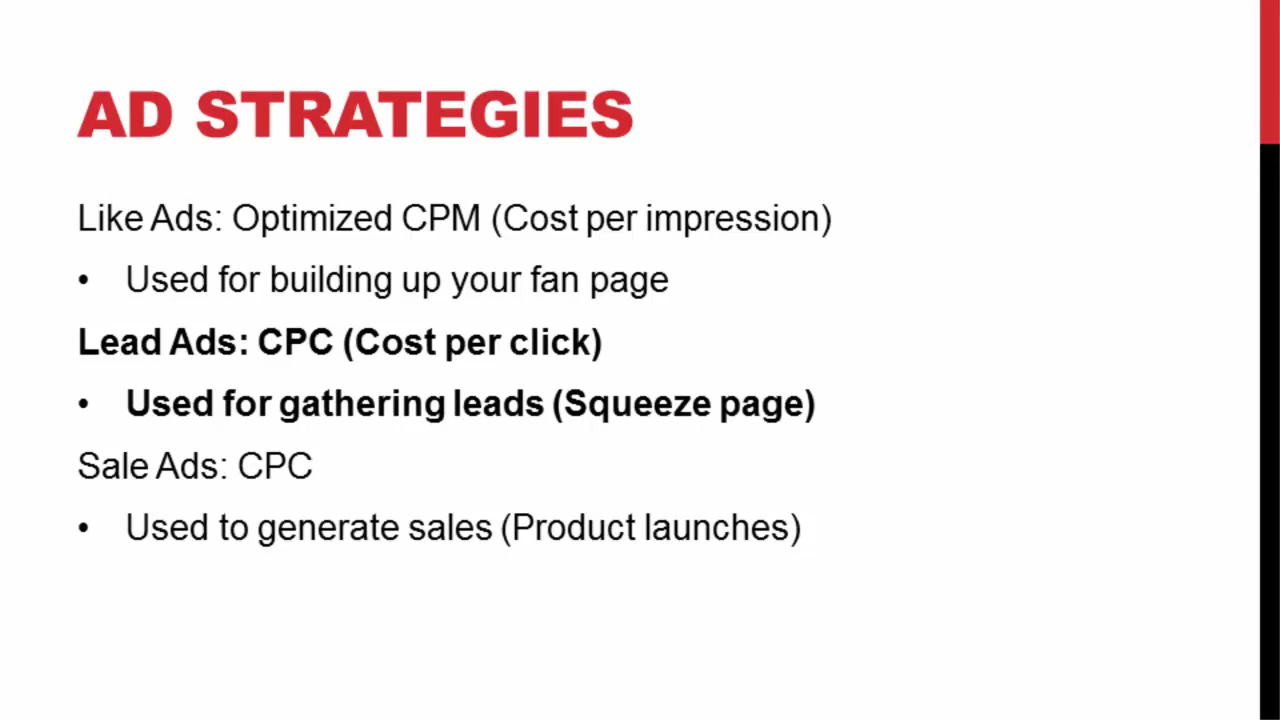 AD STRATEGIES
Like Ads: Optimized CPM (Cost per impression)
• Used for building up your fan page
Lead Ads: CPC (Cost per click)
• Used for gathering leads (Squeeze page)
Sale Ads: CPC
• Used to generate sales (Product launches)